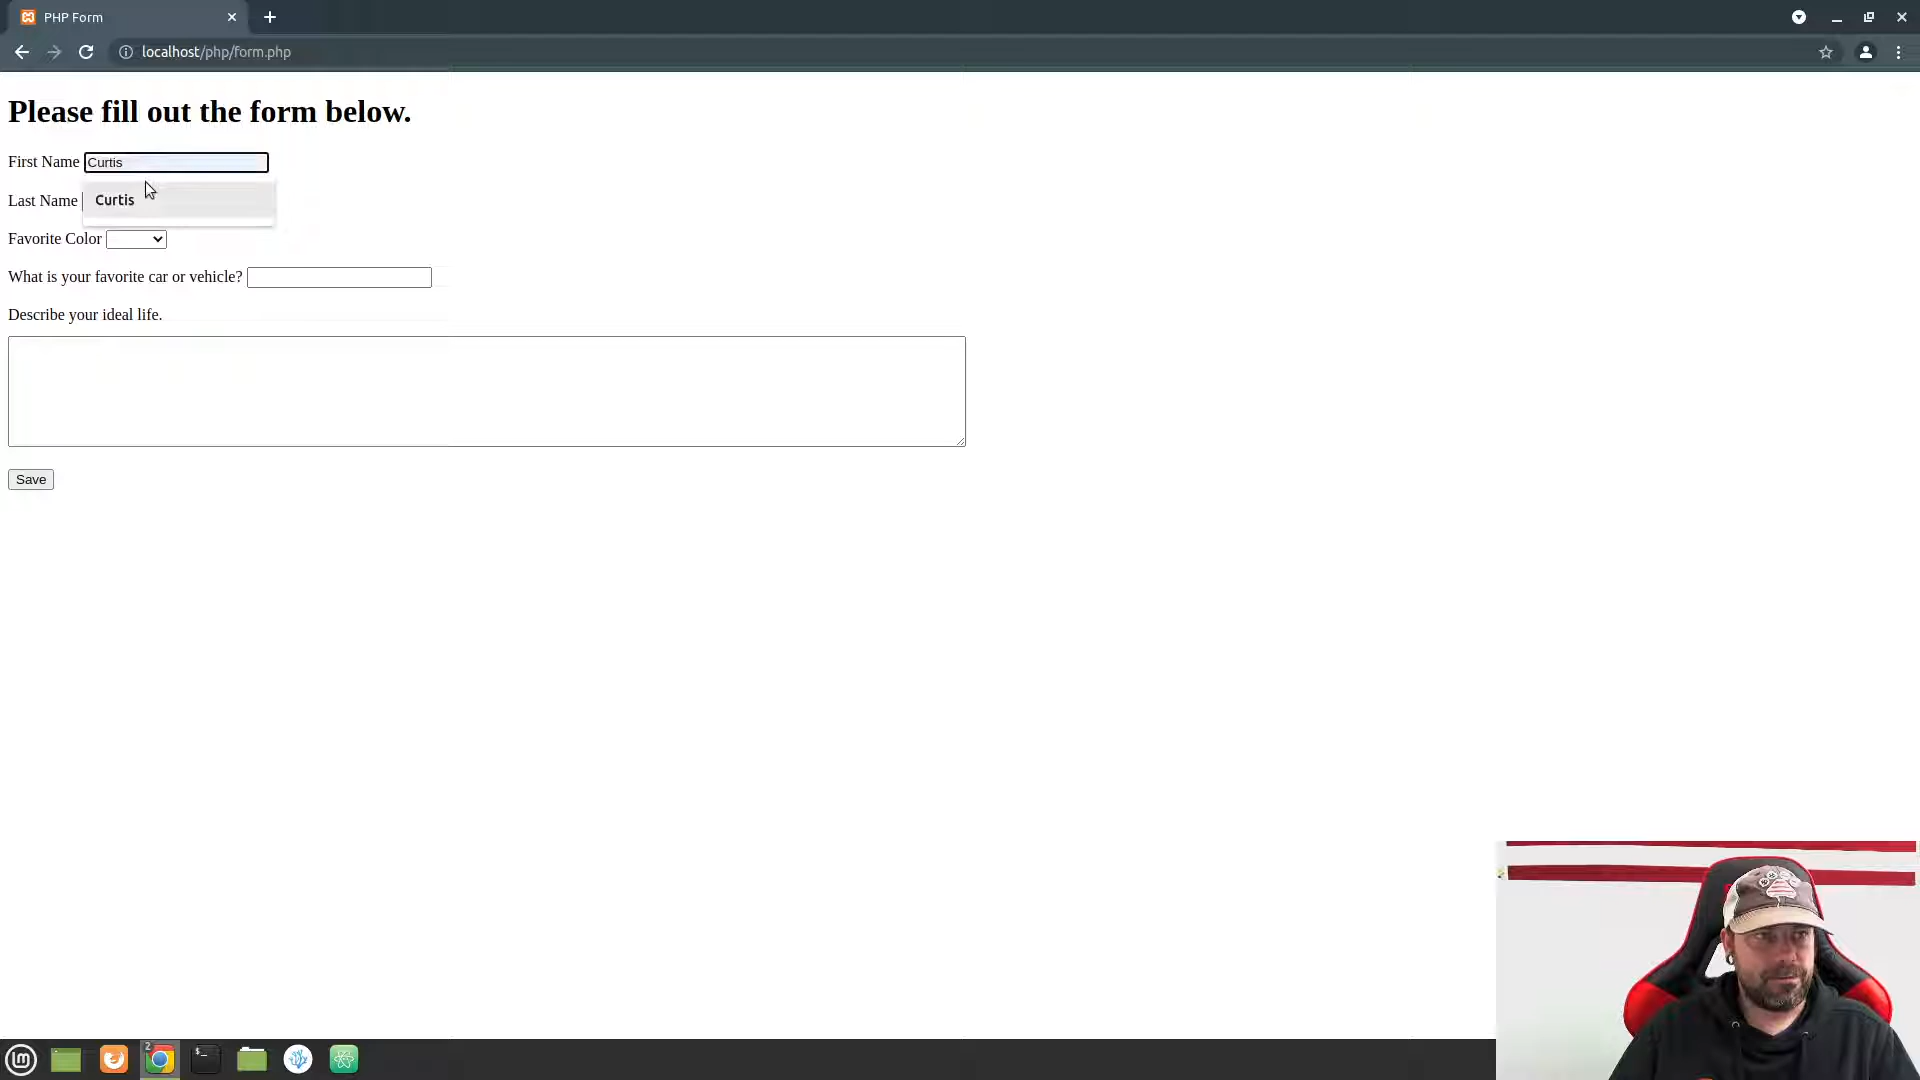 PHP Form
localhost/php/form.php
Please fill out the form below.
First Name Curtis
Last Name Curtis
Favorite Color
What is your favorite car or vehicle?
Describe your ideal life.
Save
2